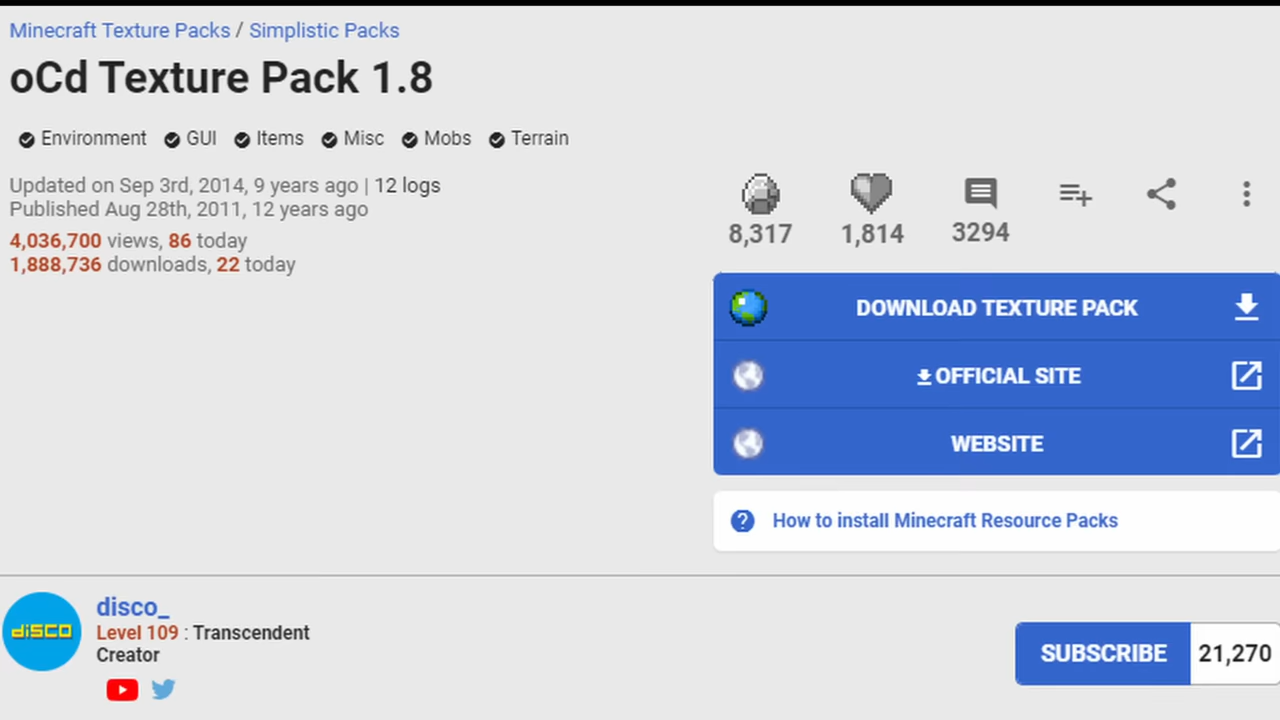 Minecraft Texture Packs / Simplistic Packs
oCd Texture Pack 1.8
Environment GUI Items Misc Mobs Terrain
Updated on Sep 3rd, 2014, 9 years ago | 12 logs
Published Aug 28th, 2011, 12 years ago
4,036,700 views, 86 today
1,888,736 downloads, 22 today
8,317 1,814 3294
DOWNLOAD TEXTURE PACK
OFFICIAL SITE
WEBSITE
? How to install Minecraft Resource Packs
disco
disco_
Level 109 : Transcendent
Creator
SUBSCRIBE 21,270